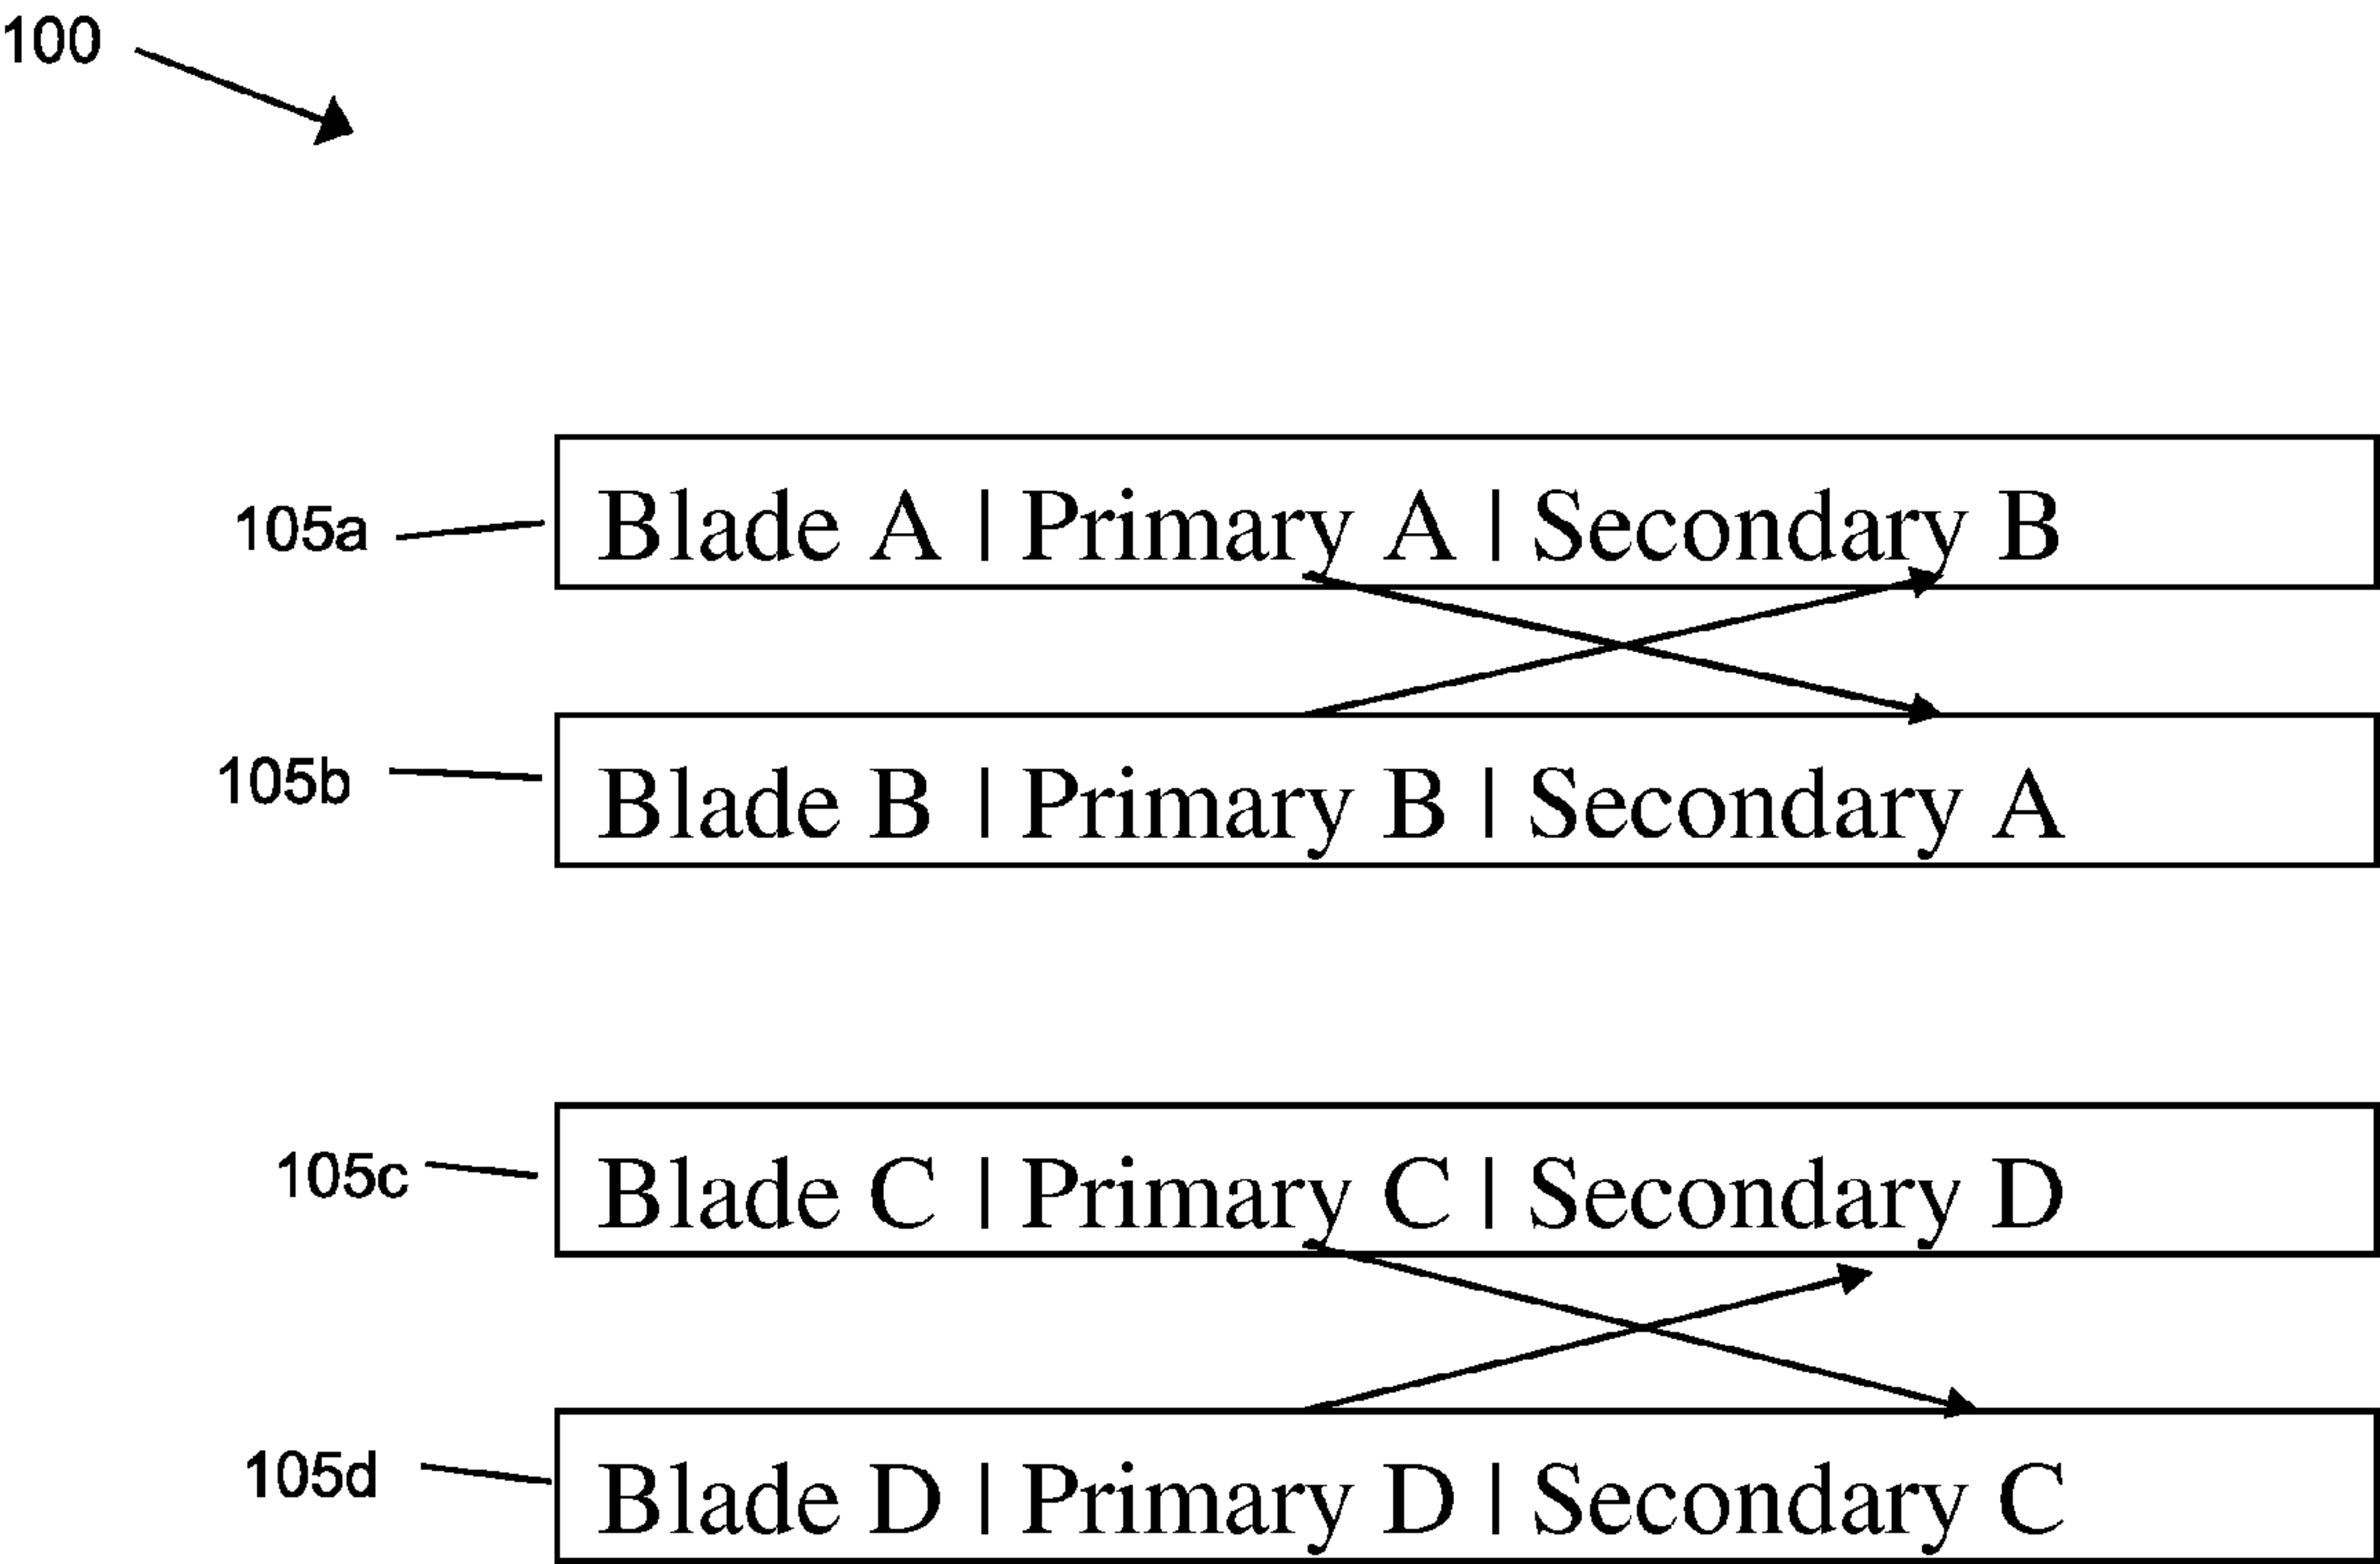 100
105a Blade A | Primary A | Secondary B
105b Blade B | Primary B | Secondary A
105c Blade C | Primary C | Secondary D
105d Blade D | Primary D | Secondary C